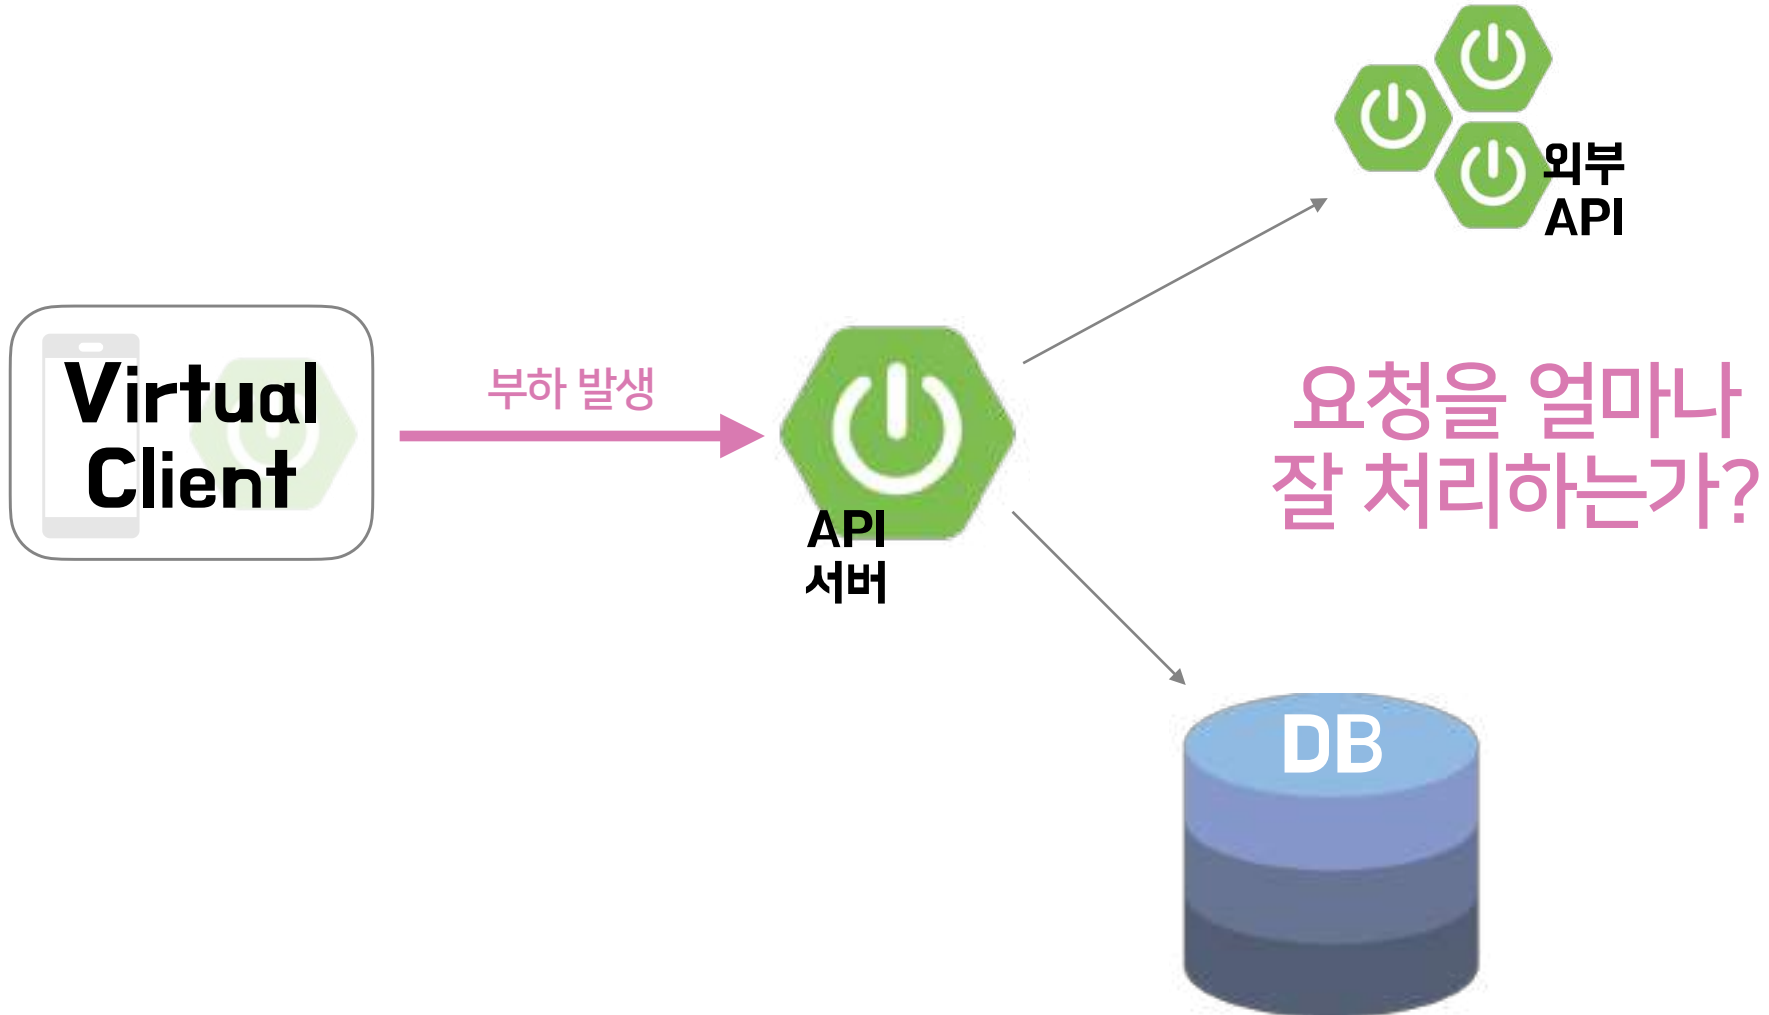 Virtual
Client
부하 발생
API
서버
외부
API
요청을 얼마나
잘 처리하는가?
DB